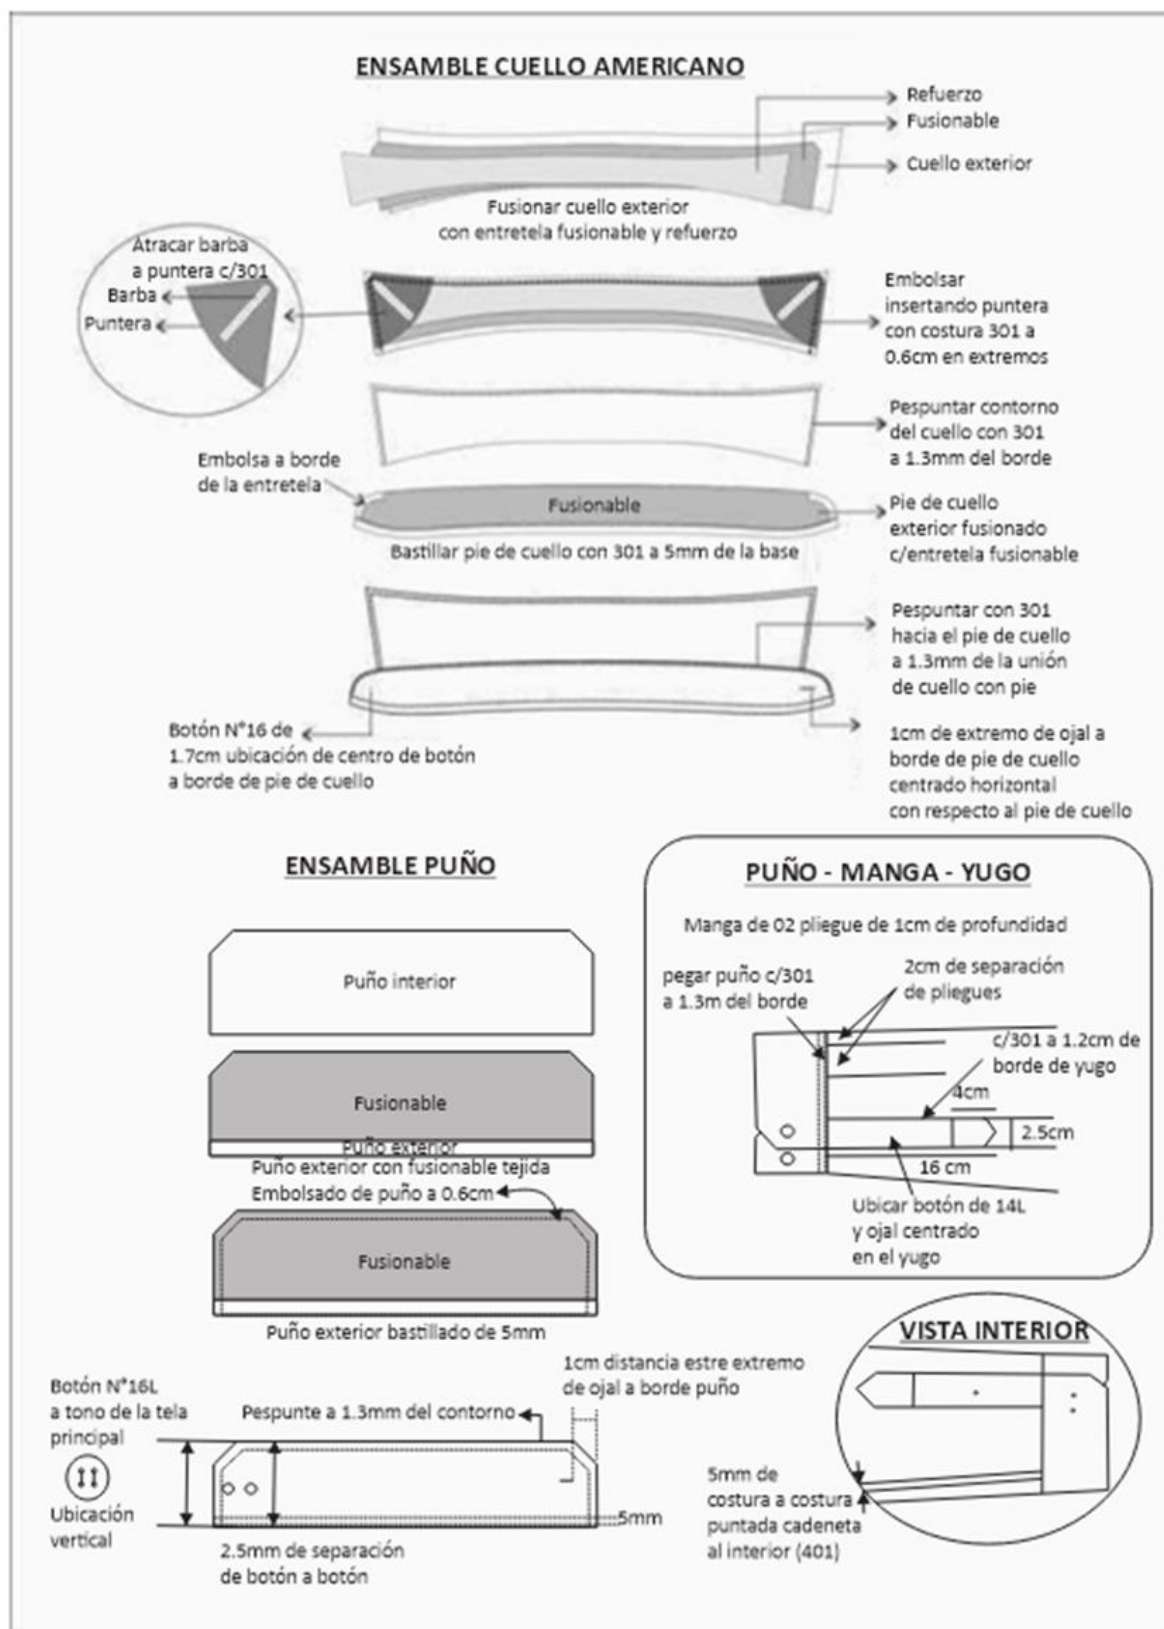 ENSAMBLE CUELLO AMERICANO
Refuerzo
Fusionable
Cuello exterior
Fusionar cuello exterior
con entretela fusionable y refuerzo
Atracar barba
a puntera c/301
Barba
Puntera
Embolsar
insertando puntera
con costura 301 a
0.6cm en extremos
Pespuntar contorno
del cuello con 301
a 1.3mm del borde
Embolsa a borde
de la entretela
Fusionable
Pie de cuello
exterior fusionado
c/entretela fusionable
Bastillar pie de cuello con 301 a 5mm de la base
Pespuntar con 301
hacia el pie de cuello
a 1.3mm de la unión
de cuello con pie
Botón N°16 de
1.7cm ubicación de centro de botón
a borde de pie de cuello
1cm de extremo de ojal a
borde de pie de cuello
centrado horizontal
con respecto al pie de cuello
ENSAMBLE PUÑO
Puño interior
Fusionable
Puño exterior
Puño exterior con fusionable tejida
Embolsado de puño a 0.6cm
Fusionable
Puño exterior bastillado de 5mm
1cm distancia estre extremo
de ojal a borde puño
Botón N°16L
a tono de la tela
principal
Pespunte a 1.3mm del contorno
Ubicación
vertical
5mm
2.5mm de separación
de botón a botón
PUÑO - MANGA - YUGO
Manga de 02 pliegue de 1cm de profundidad
pegar puño c/301
a 1.3m del borde
2cm de separación
de pliegues
c/301 a 1.2cm de
borde de yugo
4cm
2.5cm
16 cm
Ubicar botón de 14L
y ojal centrado
en el yugo
VISTA INTERIOR
5mm de
costura a costura
puntada cadeneta
al interior (401)